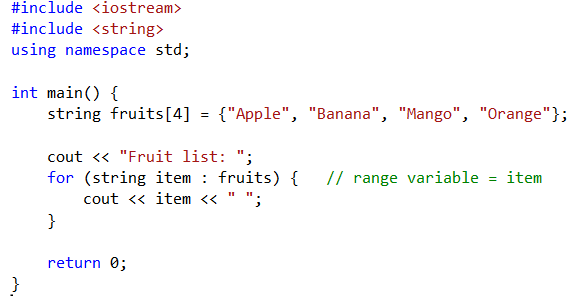 #include <iostream>
#include <string>
using namespace std;

int main() {
    string fruits[4] = {"Apple", "Banana", "Mango", "Orange"};

    cout << "Fruit list: ";
    for (string item : fruits) {   // range variable = item
        cout << item << " ";
    }

    return 0;
}